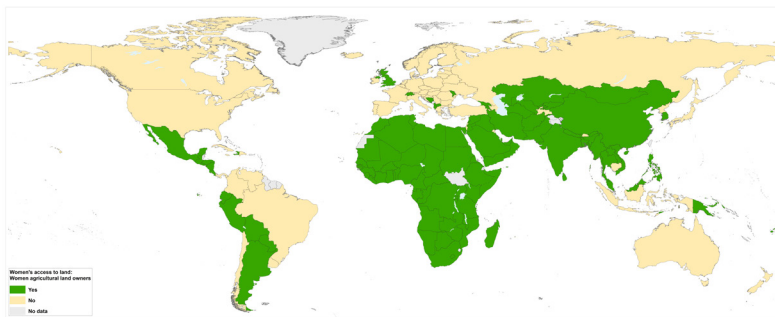 Women's access to land:
Women agricultural land owners
Yes
No
No data